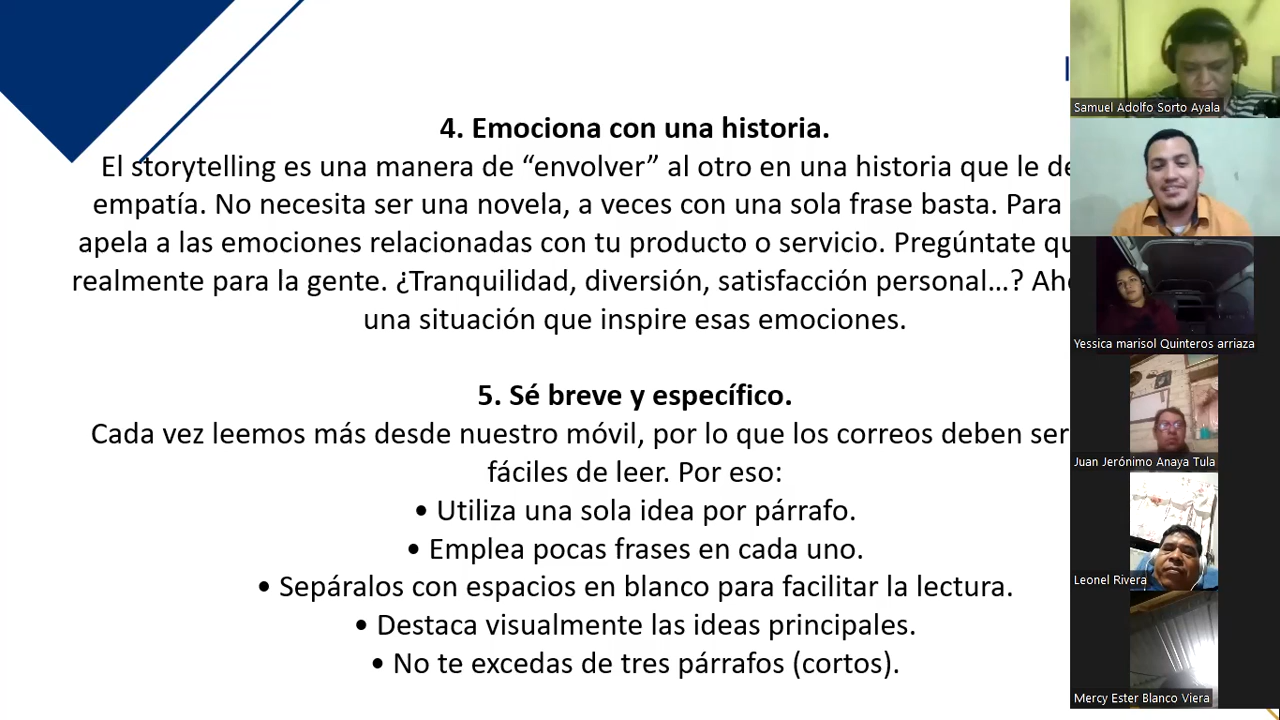 4. Emociona con una historia.
El storytelling es una manera de “envolver” al otro en una historia que le
empatía. No necesita ser una novela, a veces con una sola frase basta. Para
apela a las emociones relacionadas con tu producto o servicio. Pregúntate
realmente para la gente. ¿Tranquilidad, diversión, satisfacción personal…?
una situación que inspire esas emociones.
5. Sé breve y específico.
Cada vez leemos más desde nuestro móvil, por lo que los correos deben ser
fáciles de leer. Por eso:
• Utiliza una sola idea por párrafo.
• Emplea pocas frases en cada uno.
• Sepáralos con espacios en blanco para facilitar la lectura.
• Destaca visualmente las ideas principales.
• No te excedas de tres párrafos (cortos).
Samuel Adolfo Sorto Ayala
Yessica marisol Quinteros arriaza
Juan Jerónimo Anaya Tula
Leonel Rivera
Mercy Ester Blanco Viera